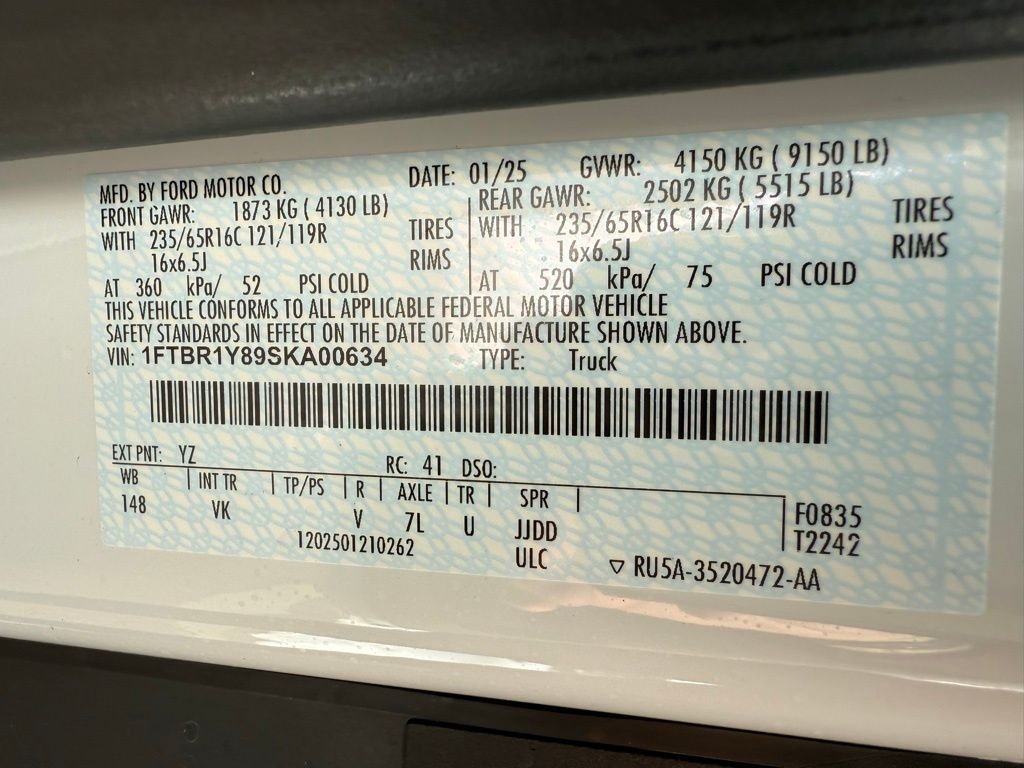 MFD. BY FORD MOTOR CO. DATE: 01/25 GVWR: 4150 KG ( 9150 LB)
FRONT GAWR: 1873 KG ( 4130 LB) REAR GAWR: 2502 KG ( 5515 LB)
WITH 235/65R16C 121/119R TIRES WITH 235/65R16C 121/119R TIRES
16x6.5J RIMS 16x6.5J RIMS
AT 360 kPa/ 52 PSI COLD AT 520 kPa/ 75 PSI COLD
THIS VEHICLE CONFORMS TO ALL APPLICABLE FEDERAL MOTOR VEHICLE
SAFETY STANDARDS IN EFFECT ON THE DATE OF MANUFACTURE SHOWN ABOVE.
VIN: 1FTBR1Y89SKA00634 TYPE: Truck
EXT PNT: YZ RC: 41 DSO:
WB INT TR TP/PS R AXLE TR SPR F0835
148 VK V 7L U JJDD T2242
1202501210262 ULC ▽ RU5A-3520472-AA